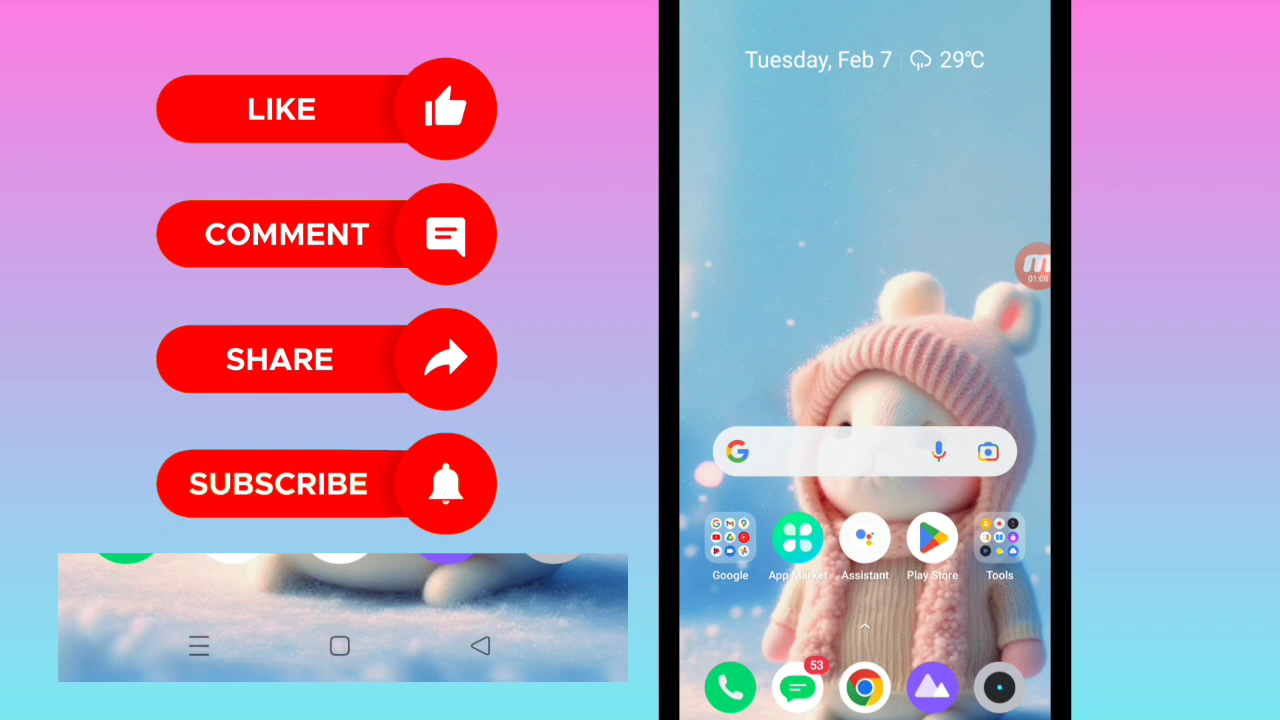 LIKE
COMMENT
SHARE
SUBSCRIBE
Tuesday, Feb 7 29°C
01:08
Google App Market Assistant Play Store Tools
53